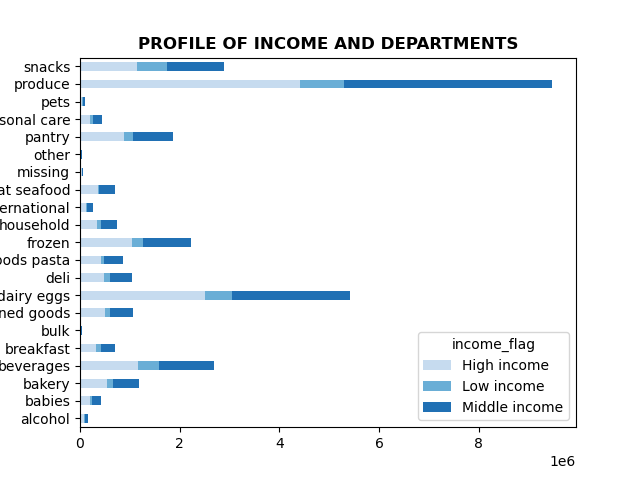 PROFILE OF INCOME AND DEPARTMENTS
snacks
produce
pets
sonal care
pantry
other
missing
at seafood
ernational
household
frozen
oods pasta
deli
dairy eggs
ned goods
bulk
breakfast
beverages
bakery
babies
alcohol
income_flag
High income
Low income
Middle income
0 2 4 6 8
1e6